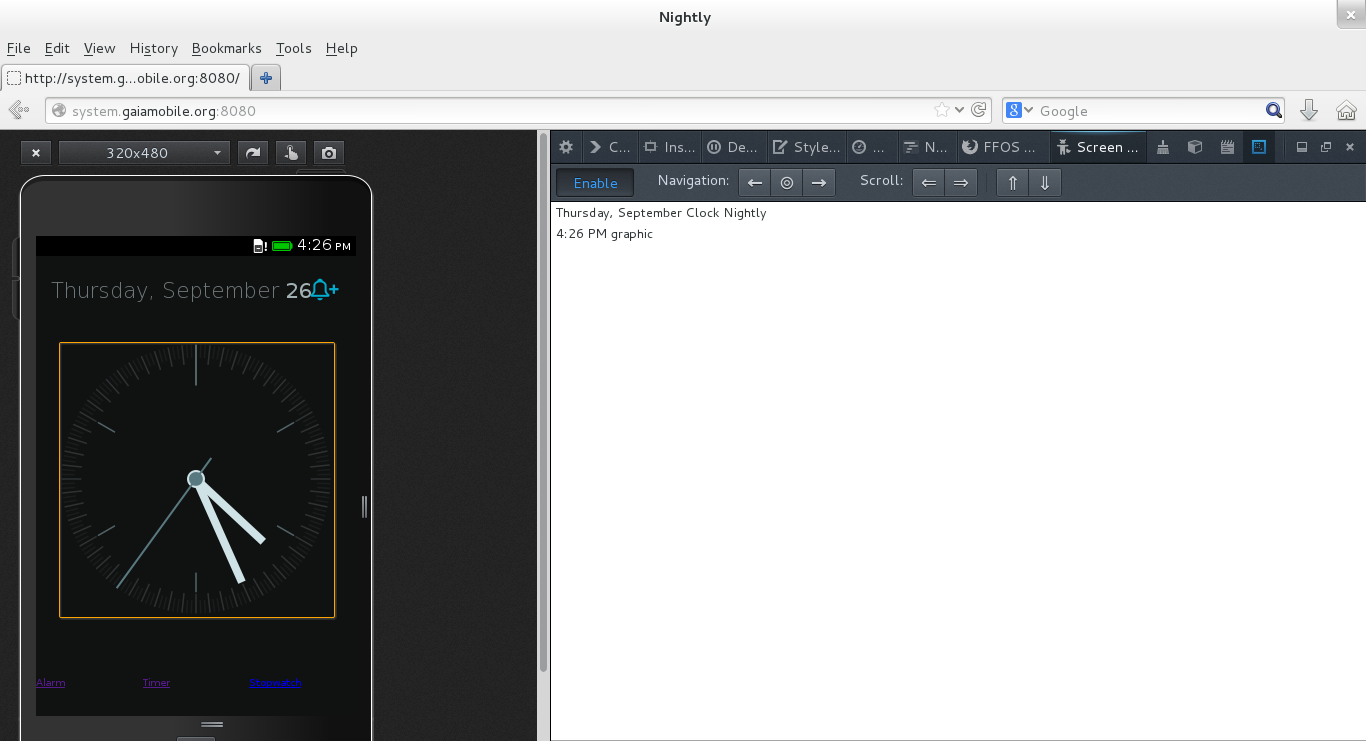 Nightly
File Edit View History Bookmarks Tools Help
http://system.g...obile.org:8080/
system.gaiamobile.org:8080
Google
320x480
C... Ins... De... Style... ... N... FFOS ... Screen ...
Enable Navigation: Scroll:
Thursday, September Clock Nightly
4:26 PM graphic
4:26 PM
Thursday, September 26
Alarm Timer Stopwatch